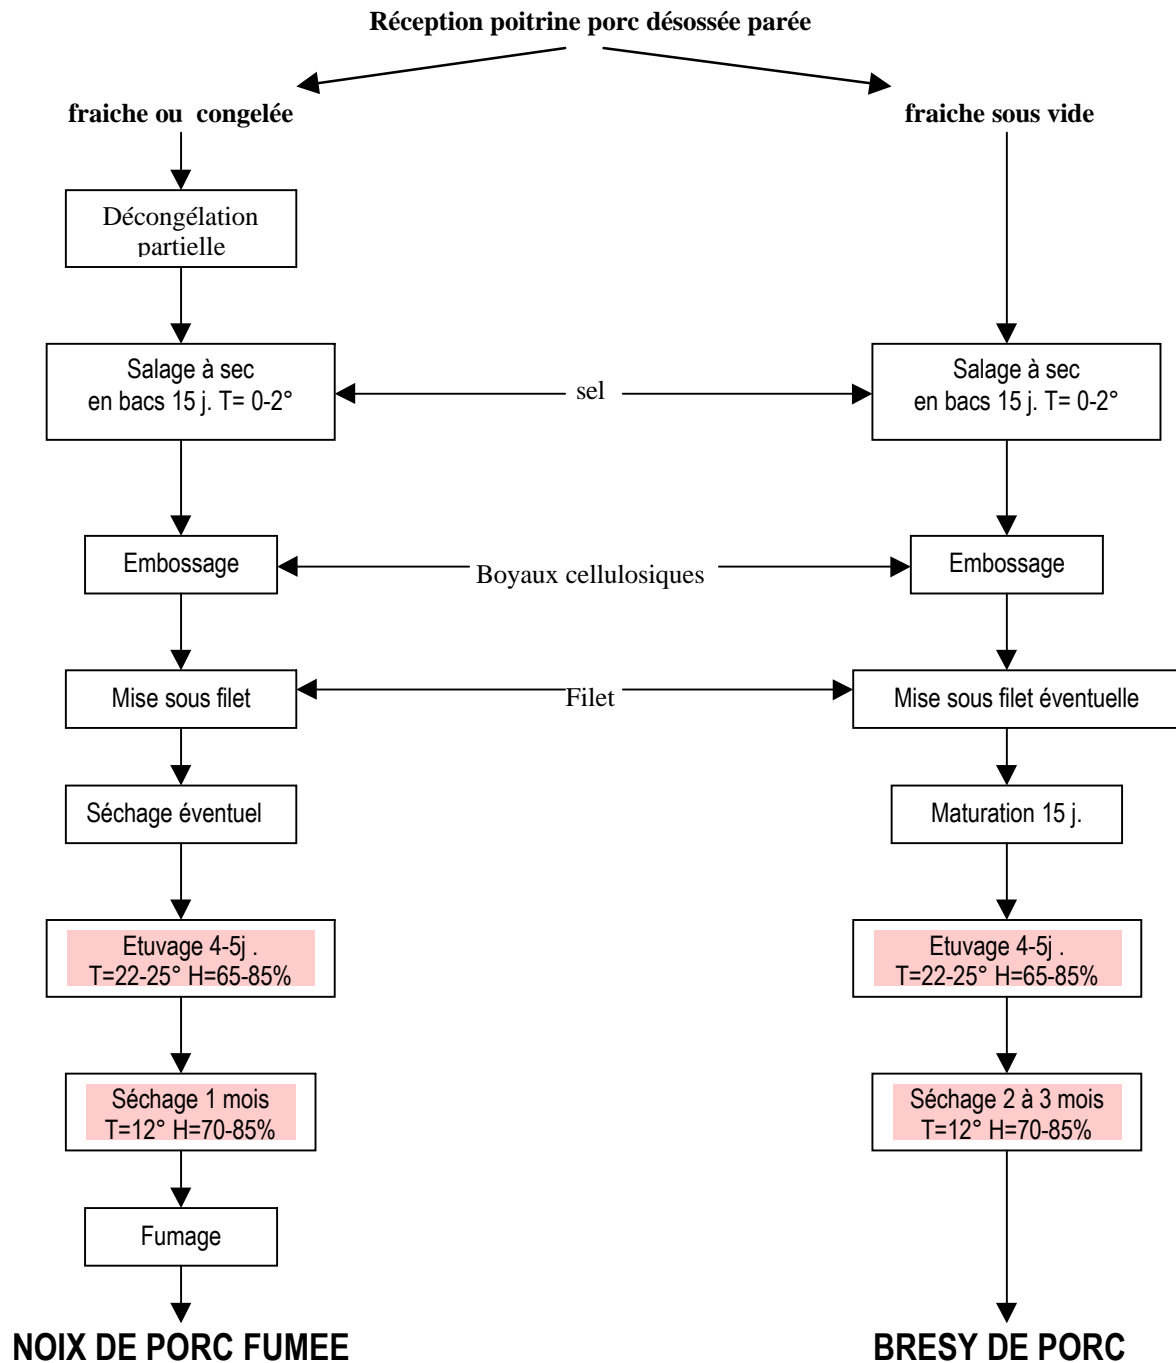 Réception poitrine porc désossée parée
fraiche ou congelée
fraiche sous vide
Décongélation
partielle
Salage à sec
en bacs 15 j. T= 0-2°
sel
Salage à sec
en bacs 15 j. T= 0-2°
Embossage
Boyaux cellulosiques
Embossage
Mise sous filet
Filet
Mise sous filet éventuelle
Séchage éventuel
Maturation 15 j.
Etuvage 4-5j .
T=22-25° H=65-85%
Etuvage 4-5j .
T=22-25° H=65-85%
Séchage 1 mois
T=12° H=70-85%
Séchage 2 à 3 mois
T=12° H=70-85%
Fumage
NOIX DE PORC FUMEE
BRESY DE PORC